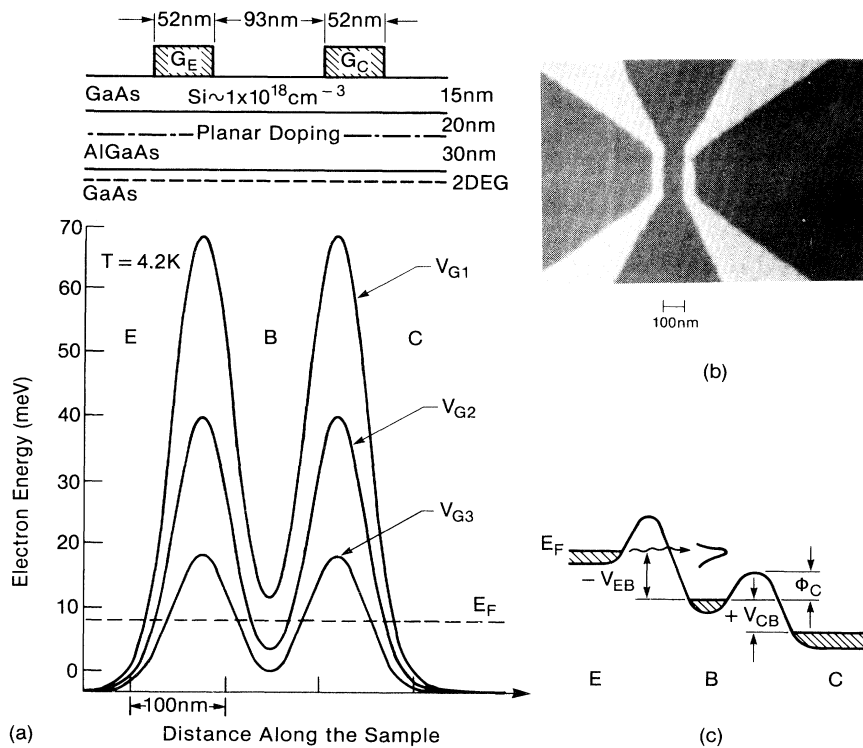 52nm 93nm 52nm
G_E G_C
GaAs Si~1x10^18 cm^−3 15nm
20nm
Planar Doping
AlGaAs 30nm
2DEG
GaAs
70
T = 4.2K
V_G1
60
E B C
50
Electron Energy (meV)
40
V_G2
30
20
V_G3
10
E_F
0
100nm
(a) Distance Along the Sample
100nm
(b)
E_F
− V_EB
Φ_C
+ V_CB
E B C
(c)